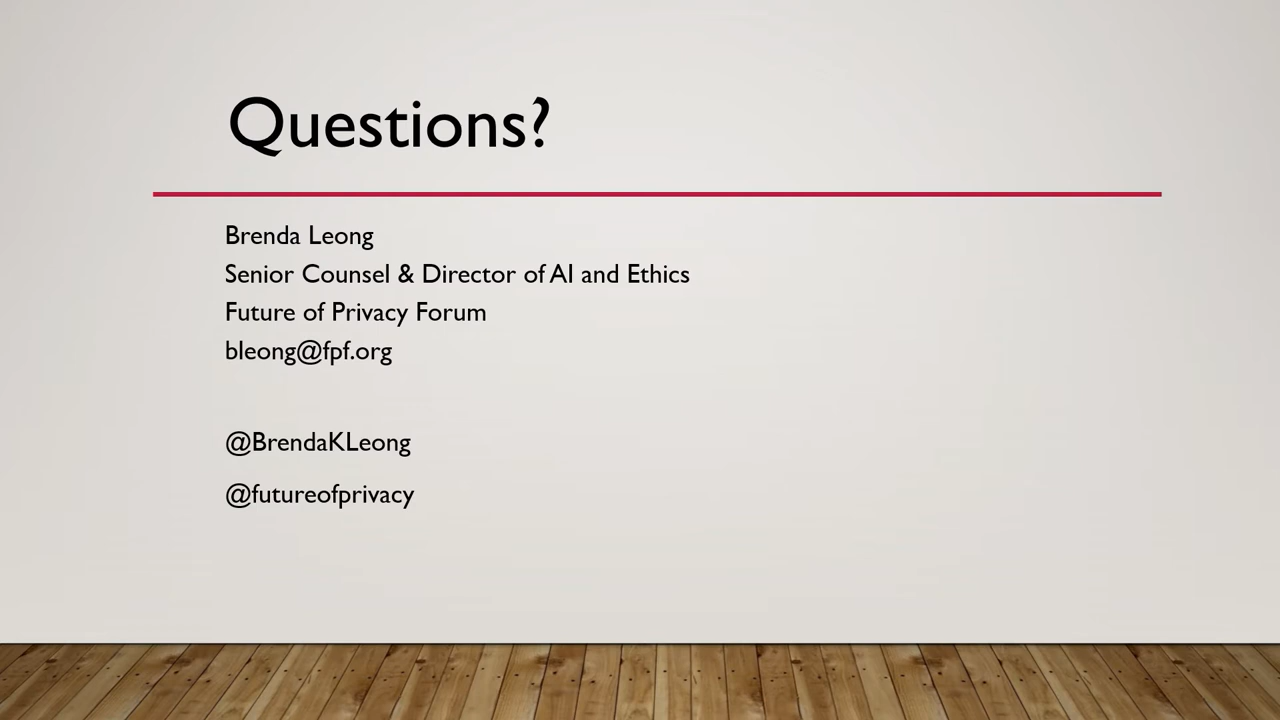 Questions?
Brenda Leong
Senior Counsel & Director of AI and Ethics
Future of Privacy Forum
bleong@fpf.org
@BrendaKLeong
@futureofprivacy